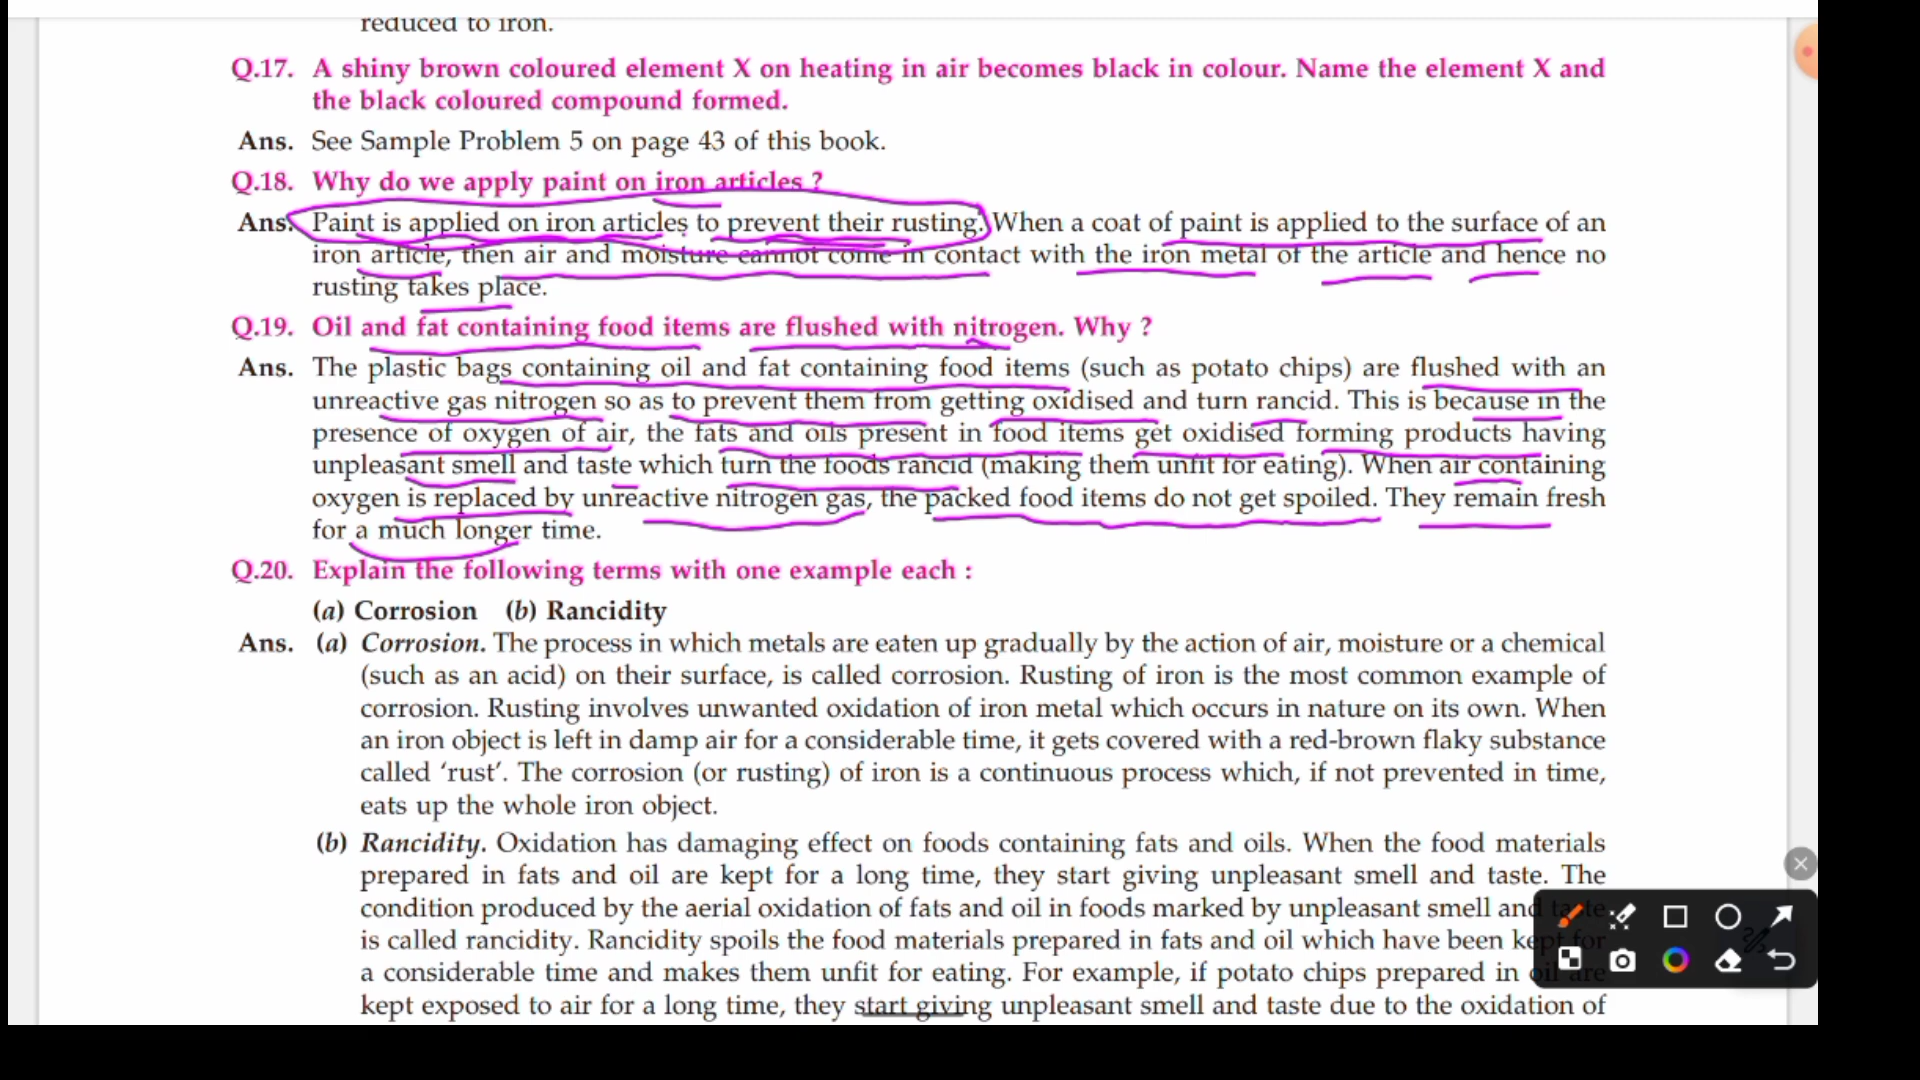 reduced to iron.
Q.17. A shiny brown coloured element X on heating in air becomes black in colour. Name the element X and
the black coloured compound formed.
Ans. See Sample Problem 5 on page 43 of this book.
Q.18. Why do we apply paint on iron articles ?
Ans. Paint is applied on iron articles to prevent their rusting. When a coat of paint is applied to the surface of an
iron article, then air and moisture cannot come in contact with the iron metal of the article and hence no
rusting takes place.
Q.19. Oil and fat containing food items are flushed with nitrogen. Why ?
Ans. The plastic bags containing oil and fat containing food items (such as potato chips) are flushed with an
unreactive gas nitrogen so as to prevent them from getting oxidised and turn rancid. This is because in the
presence of oxygen of air, the fats and oils present in food items get oxidised forming products having
unpleasant smell and taste which turn the foods rancid (making them unfit for eating). When air containing
oxygen is replaced by unreactive nitrogen gas, the packed food items do not get spoiled. They remain fresh
for a much longer time.
Q.20. Explain the following terms with one example each :
(a) Corrosion (b) Rancidity
Ans. (a) Corrosion. The process in which metals are eaten up gradually by the action of air, moisture or a chemical
(such as an acid) on their surface, is called corrosion. Rusting of iron is the most common example of
corrosion. Rusting involves unwanted oxidation of iron metal which occurs in nature on its own. When
an iron object is left in damp air for a considerable time, it gets covered with a red-brown flaky substance
called ‘rust’. The corrosion (or rusting) of iron is a continuous process which, if not prevented in time,
eats up the whole iron object.
(b) Rancidity. Oxidation has damaging effect on foods containing fats and oils. When the food materials
prepared in fats and oil are kept for a long time, they start giving unpleasant smell and taste. The
condition produced by the aerial oxidation of fats and oil in foods marked by unpleasant smell and taste
is called rancidity. Rancidity spoils the food materials prepared in fats and oil which have been kept for
a considerable time and makes them unfit for eating. For example, if potato chips prepared in oil are
kept exposed to air for a long time, they start giving unpleasant smell and taste due to the oxidation of